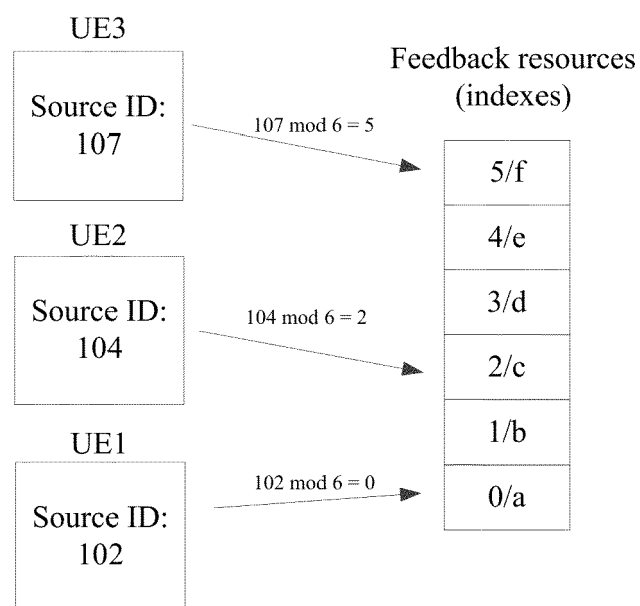 UE3
Source ID:
107
107 mod 6 = 5
UE2
Source ID:
104
104 mod 6 = 2
UE1
Source ID:
102
102 mod 6 = 0
Feedback resources
(indexes)
5/f
4/e
3/d
2/c
1/b
0/a